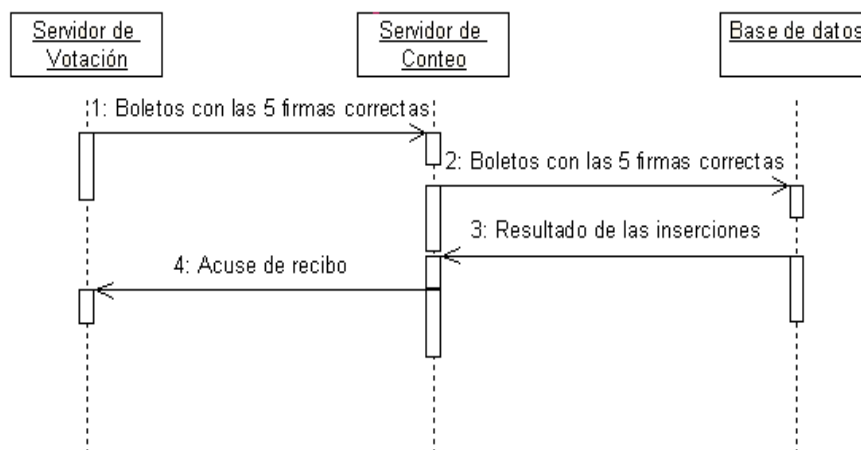 Servidor de
Votación
Servidor de
Conteo
Base de datos
1: Boletos con las 5 firmas correctas
2: Boletos con las 5 firmas correctas
3: Resultado de las inserciones
4: Acuse de recibo